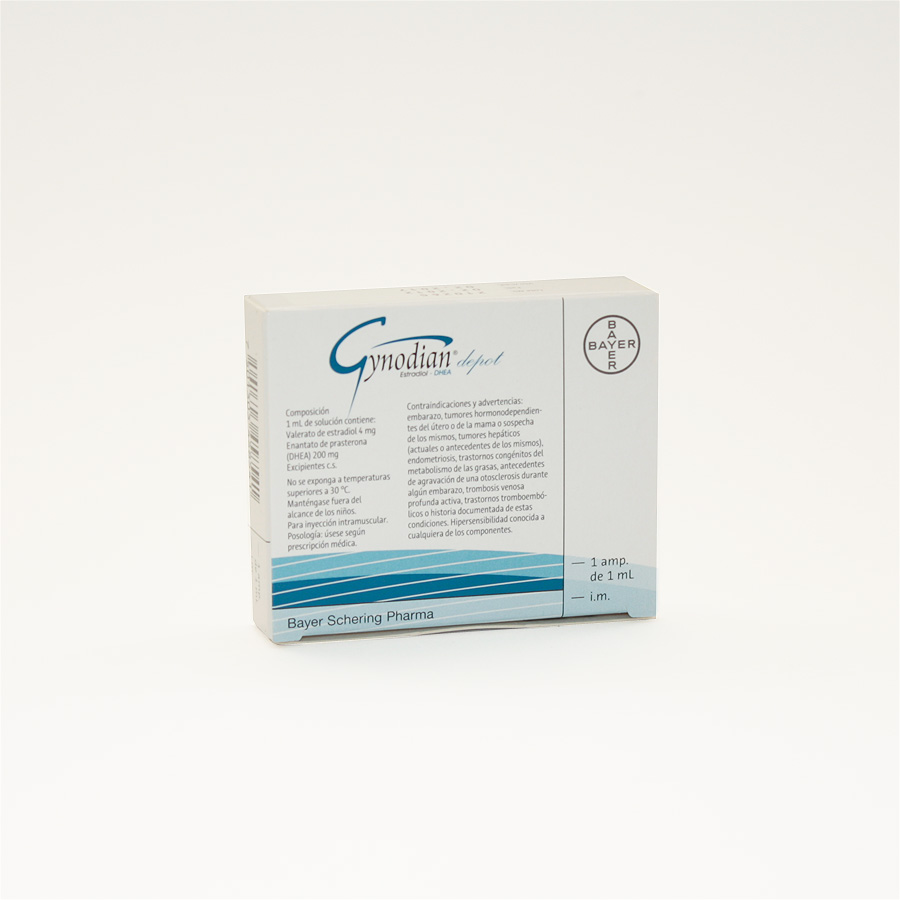 Gynodian® depot
Estradiol - DHEA
Composición
1 mL de solución contiene:
Valerato de estradiol 4 mg
Enantato de prasterona
(DHEA) 200 mg
Excipientes c.s.
No se exponga a temperaturas
superiores a 30 °C.
Manténgase fuera del
alcance de los niños.
Para inyección intramuscular.
Posología: úsese según
prescripción médica.
Contraindicaciones y advertencias:
embarazo, tumores hormonodependien-
tes del útero o de la mama o sospecha
de los mismos, tumores hepáticos
(actuales o antecedentes de los mismos),
endometriosis, trastornos congénitos del
metabolismo de las grasas, antecedentes
de agravación de una otosclerosis durante
algún embarazo, trombosis venosa
profunda activa, trastornos tromboembó-
licos o historia documentada de estas
condiciones. Hipersensibilidad conocida a
cualquiera de los componentes.
Bayer Schering Pharma
BAYER
BAYER
— 1 amp.
de 1 mL
— i.m.